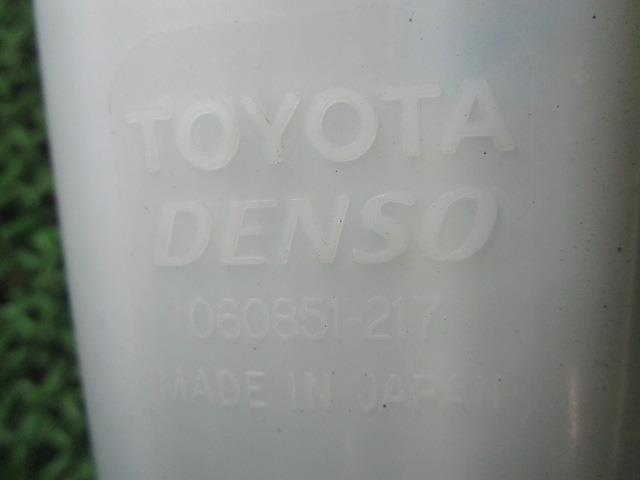 TOYOTA
DENSO
060851-217
MADE IN JAPAN